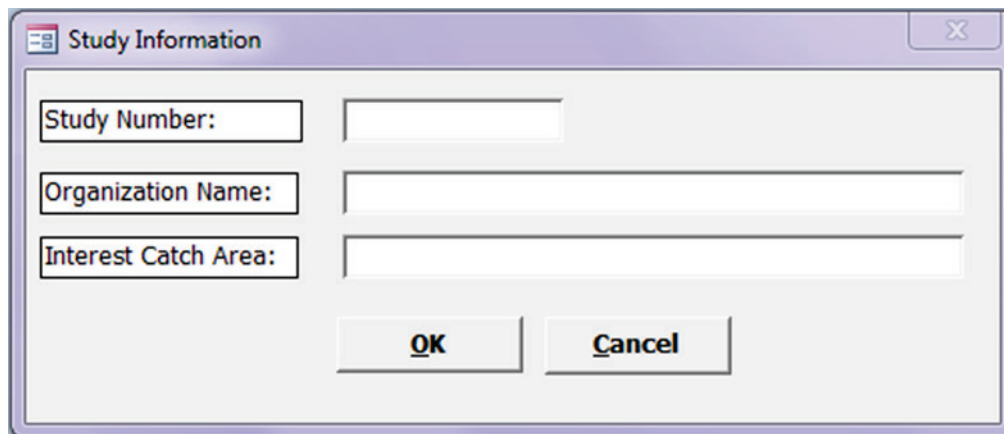 Study Information
Study Number:
Organization Name:
Interest Catch Area:
OK Cancel